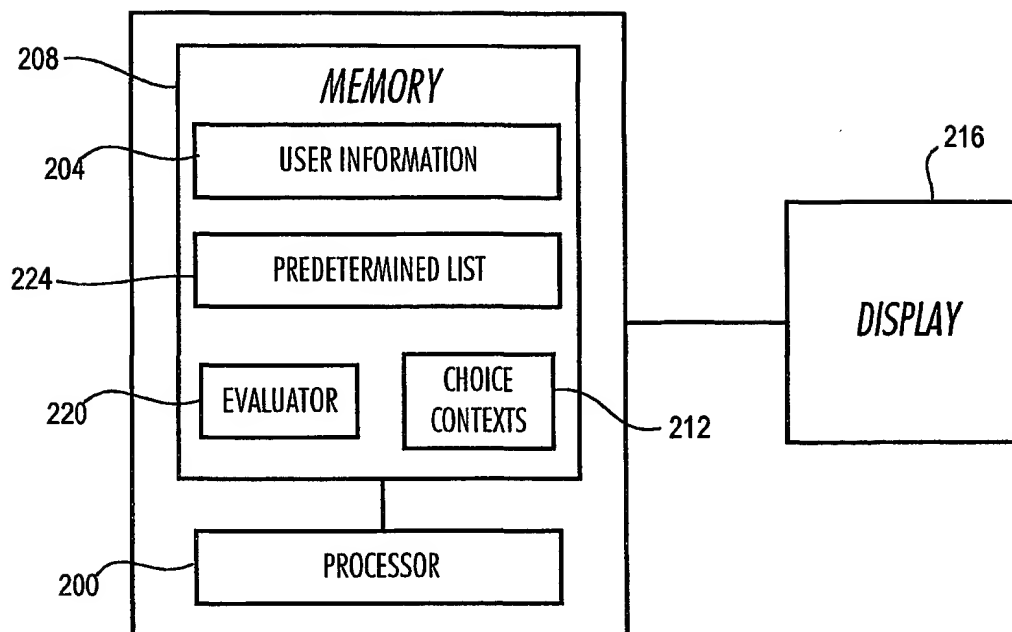 208
MEMORY
204
USER INFORMATION
216
224
PREDETERMINED LIST
DISPLAY
220
EVALUATOR
CHOICE
CONTEXTS
212
200
PROCESSOR